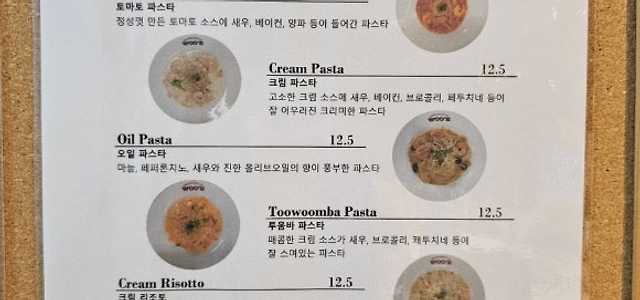 토마토 파스타
정성껏 만든 토마토 소스에 새우, 베이컨, 양파 등이 들어간 파스타
Cream Pasta 12.5
크림 파스타
고소한 크림 소스에 새우, 베이컨, 브로콜리, 페투치네 등이
잘 어우러진 크리미한 파스타
Oil Pasta 12.5
오일 파스타
마늘, 페퍼론치노, 새우와 진한 올리브오일의 향이 풍부한 파스타
Toowoomba Pasta 12.5
투움바 파스타
매콤한 크림 소스가 새우, 브로콜리, 페투치네 등이
잘 스며있는 파스타
Cream Risotto 12.5
크림 리조또